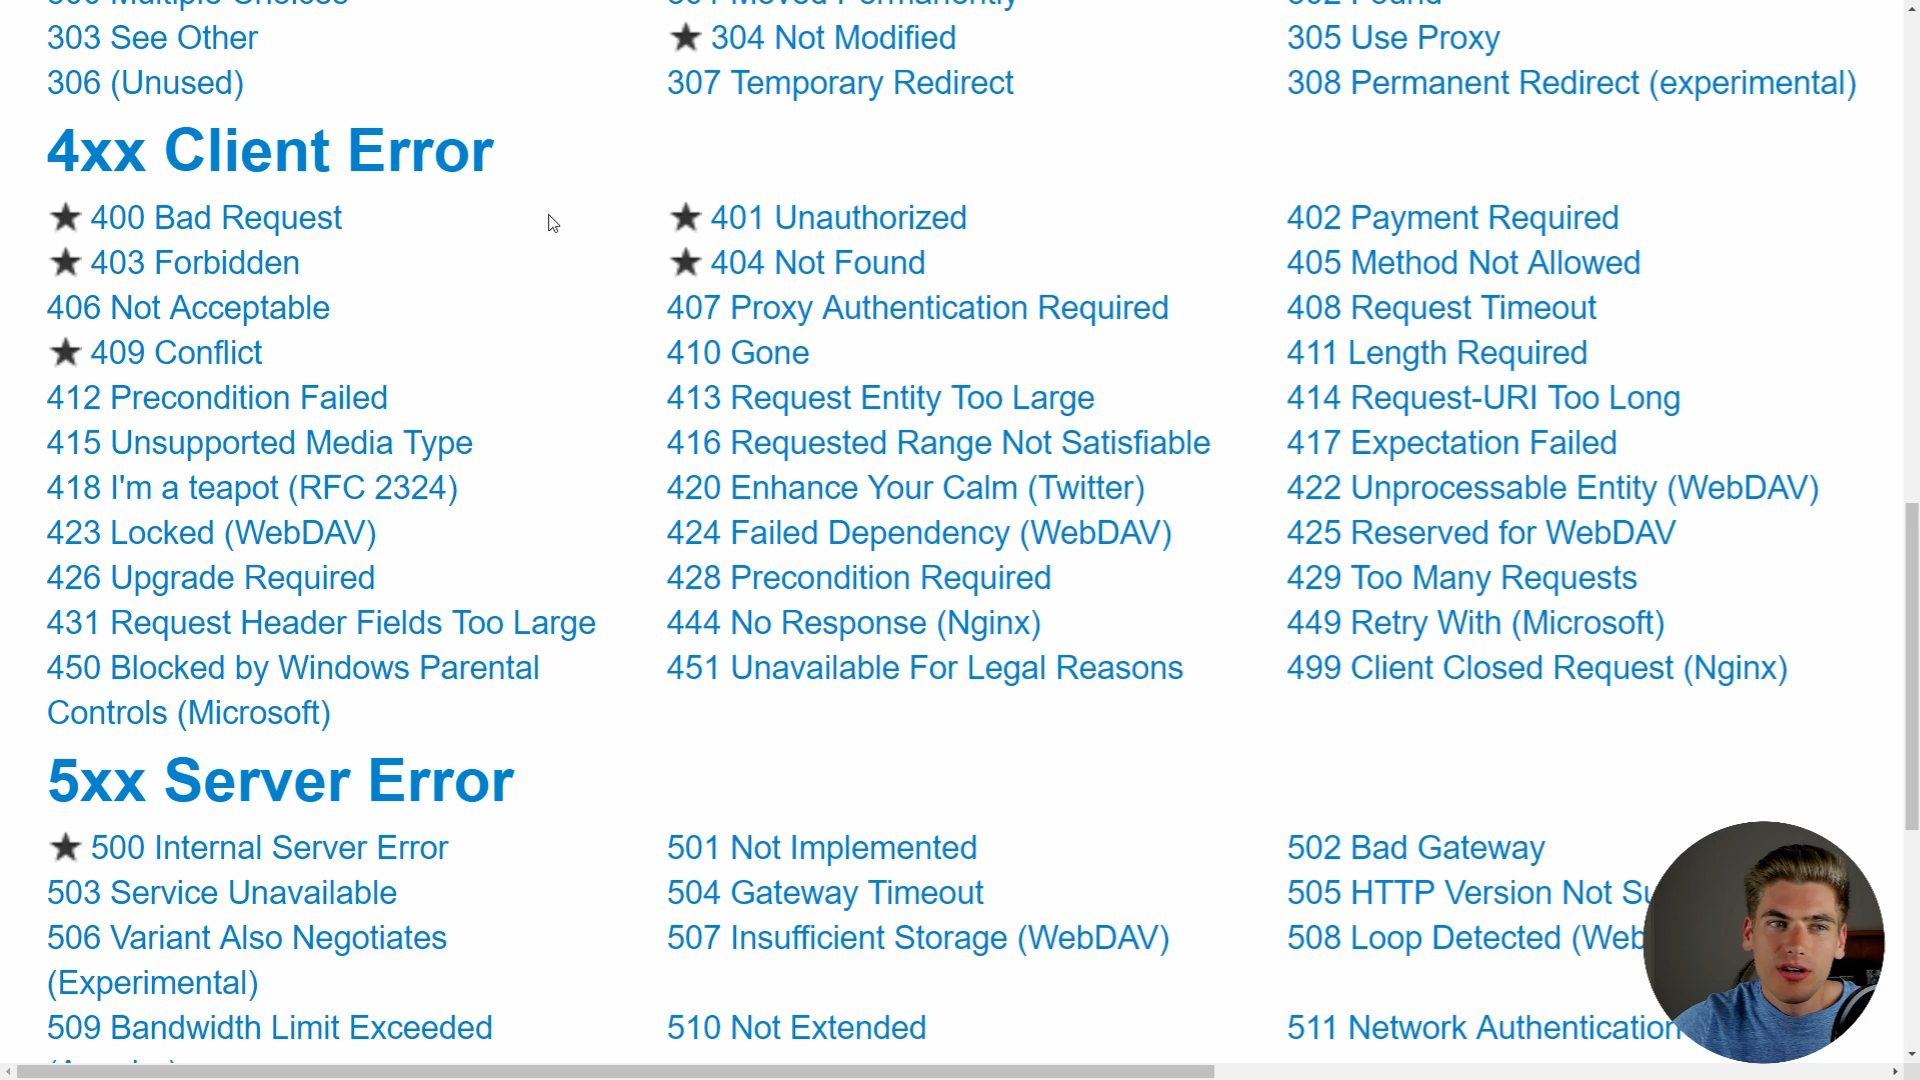 303 See Other
★ 304 Not Modified
305 Use Proxy
306 (Unused)
307 Temporary Redirect
308 Permanent Redirect (experimental)
4xx Client Error
★ 400 Bad Request
★ 401 Unauthorized
402 Payment Required
★ 403 Forbidden
★ 404 Not Found
405 Method Not Allowed
406 Not Acceptable
407 Proxy Authentication Required
408 Request Timeout
★ 409 Conflict
410 Gone
411 Length Required
412 Precondition Failed
413 Request Entity Too Large
414 Request-URI Too Long
415 Unsupported Media Type
416 Requested Range Not Satisfiable
417 Expectation Failed
418 I'm a teapot (RFC 2324)
420 Enhance Your Calm (Twitter)
422 Unprocessable Entity (WebDAV)
423 Locked (WebDAV)
424 Failed Dependency (WebDAV)
425 Reserved for WebDAV
426 Upgrade Required
428 Precondition Required
429 Too Many Requests
431 Request Header Fields Too Large
444 No Response (Nginx)
449 Retry With (Microsoft)
450 Blocked by Windows Parental
Controls (Microsoft)
451 Unavailable For Legal Reasons
499 Client Closed Request (Nginx)
5xx Server Error
★ 500 Internal Server Error
501 Not Implemented
502 Bad Gateway
503 Service Unavailable
504 Gateway Timeout
505 HTTP Version Not
506 Variant Also Negotiates
(Experimental)
507 Insufficient Storage (WebDAV)
508 Loop Detected
509 Bandwidth Limit Exceeded
510 Not Extended
511 Network Authentication